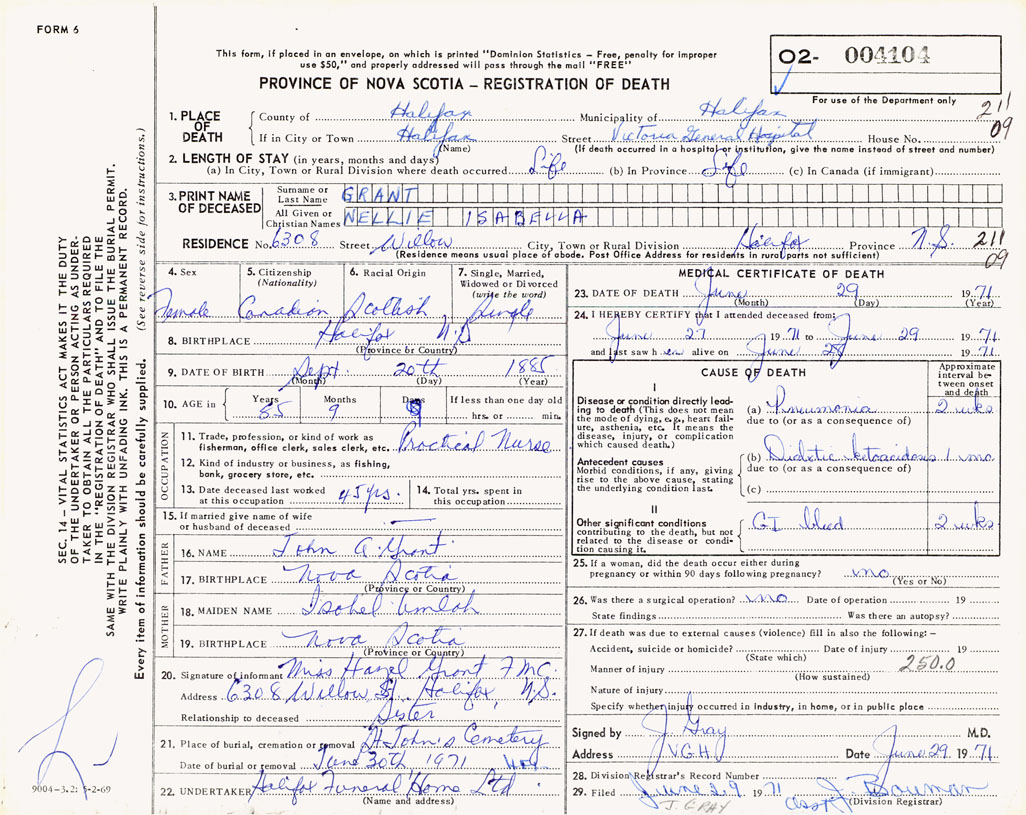 FORM 6
This form, if placed in an envelope, on which is printed "Dominion Statistics – Free, penalty for improper
use $50," and properly addressed will pass through the mail "FREE"
PROVINCE OF NOVA SCOTIA – REGISTRATION OF DEATH
O2- 004104
For use of the Department only
211
09
1. PLACE OF DEATH
County of Halifax Municipality of Halifax
If in City or Town Halifax Street Victoria General Hospital House No.
(Name) (If death occurred in a hospital or institution, give the name instead of street and number)
2. LENGTH OF STAY (in years, months and days)
(a) In City, Town or Rural Division where death occurred Life (b) In Province Life (c) In Canada (if immigrant)
3. PRINT NAME OF DECEASED
Surname or Last Name GRANT
All Given or Christian Names NELLIE ISABELLA
RESIDENCE No. 6308 Street Willow City, Town or Rural Division Halifax Province N.S. 211
09
(Residence means usual place of abode. Post Office Address for residents in rural parts not sufficient)
4. Sex
Female
5. Citizenship (Nationality)
Canadian
6. Racial Origin
Scottish
7. Single, Married, Widowed or Divorced (write the word)
Single
8. BIRTHPLACE Halifax N.S
(Province or Country)
9. DATE OF BIRTH Sept. 20th 1885
(Month) (Day) (Year)
10. AGE in Years 85 Months 9 Days 9 If less than one day old
hrs. or min.
OCCUPATION
11. Trade, profession, or kind of work as
fisherman, office clerk, sales clerk, etc. Practical Nurse
12. Kind of industry or business, as fishing,
bank, grocery store, etc.
13. Date deceased last worked
at this occupation 45 yrs.
14. Total yrs. spent in
this occupation
15. If married give name of wife
or husband of deceased —
FATHER
16. NAME John A. Grant
17. BIRTHPLACE Nova Scotia
(Province or Country)
MOTHER
18. MAIDEN NAME Isobel Umlah
19. BIRTHPLACE Nova Scotia
(Province or Country)
20. Signature of informant Miss Hazel Grant F.M.C.
Address 6308 Willow St. Halifax, N.S.
Relationship to deceased Sister
21. Place of burial, cremation or removal St. John's Cemetery
Date of burial or removal June 30th, 1971
22. UNDERTAKER Halifax Funeral Home Ltd
(Name and address)
MEDICAL CERTIFICATE OF DEATH
23. DATE OF DEATH June 29 1971
(Month) (Day) (Year)
24. I HEREBY CERTIFY that I attended deceased from:
June 27 1971 to June 29 1971
and last saw her alive on June 28 1971
CAUSE OF DEATH
Approximate interval between onset and death
I
Disease or condition directly leading
to death (This does not mean
the mode of dying, e.g., heart failure,
asthenia, etc. It means the
disease, injury, or complication
which caused death.)
(a) Pneumonia 2 wks
due to (or as a consequence of)
Antecedent causes
Morbid conditions, if any, giving
rise to the above cause, stating
the underlying condition last.
(b) Diabetic ketoacidosis 1 mo
due to (or as a consequence of)
(c)
II
Other significant conditions
contributing to the death, but not
related to the disease or condition
causing it.
GI bleed 2 wks
25. If a woman, did the death occur either during
pregnancy or within 90 days following pregnancy? no
(Yes or No)
26. Was there a surgical operation? no Date of operation 19
State findings Was there an autopsy?
27. If death was due to external causes (violence) fill in also the following: –
Accident, suicide or homicide? Date of injury 19
(State which)
250.0
Manner of injury
(How sustained)
Nature of injury
Specify whether injury occurred in industry, in home, or in public place
Signed by J. Gray M.D.
Address V.G.H Date June 29 1971
28. Division Registrar's Record Number
29. Filed June 29 1971 Asst J. Bauman
J. GRAY
(Division Registrar)
SEC. 14 – VITAL STATISTICS ACT MAKES IT THE DUTY
OF THE UNDERTAKER OR PERSON ACTING AS UNDERTAKER
TO OBTAIN ALL THE PARTICULARS REQUIRED
IN THE "REGISTRATION OF DEATH" AND TO FILE THE
SAME WITH THE DIVISION REGISTRAR WHO SHALL ISSUE THE BURIAL PERMIT.
WRITE PLAINLY WITH UNFADING INK. THIS IS A PERMANENT RECORD.
Every item of information should be carefully supplied. (See reverse side for instructions.)
9004-3.2: 5-2-69